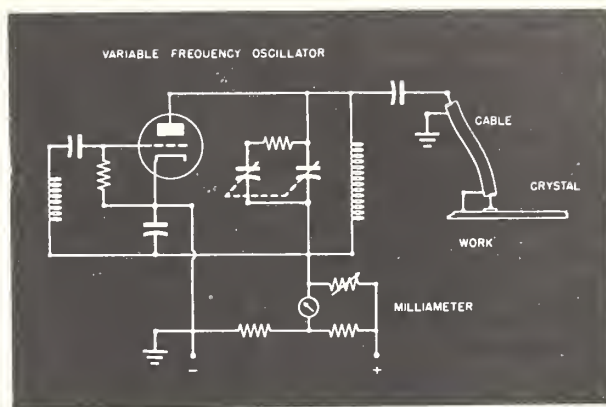 VARIABLE FREQUENCY OSCILLATOR
CABLE
CRYSTAL
WORK
MILLIAMETER
−
+